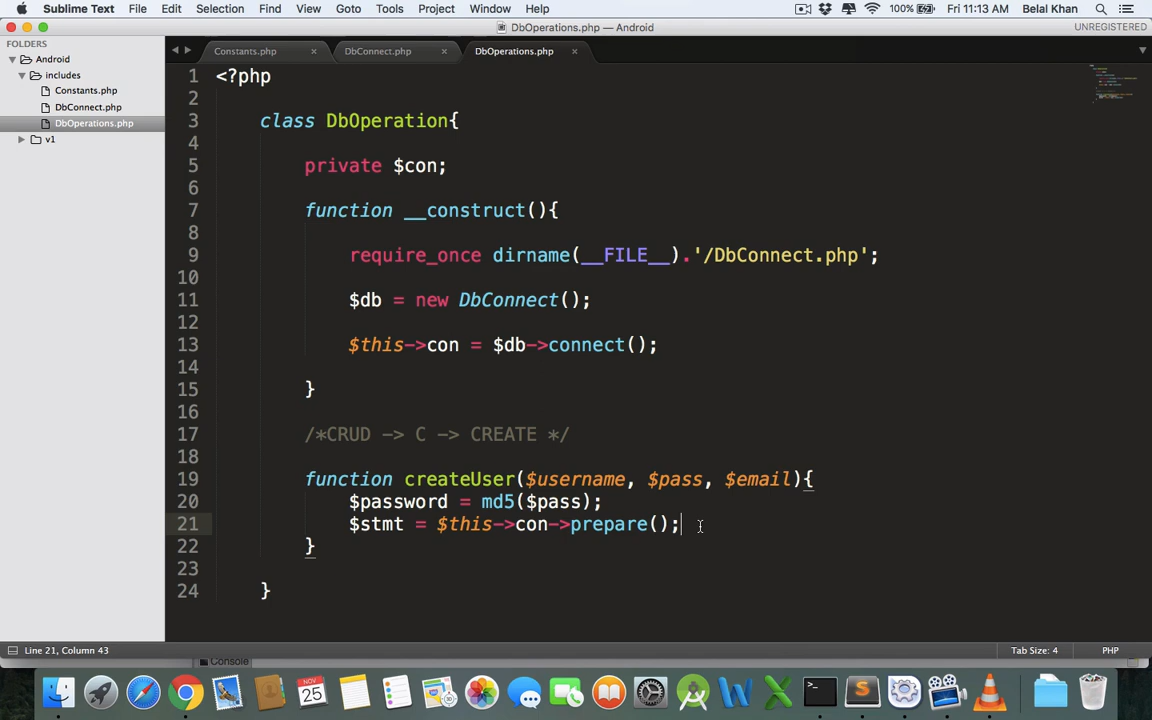 Sublime Text File Edit Selection Find View Goto Tools Project Window Help 100% Fri 11:13 AM Belal Khan
DbOperations.php — Android UNREGISTERED
FOLDERS
Android
includes
Constants.php
DbConnect.php
DbOperations.php
v1
Constants.php × DbConnect.php × DbOperations.php ×
1 <?php
2
3 class DbOperation{
4
5 private $con;
6
7 function __construct(){
8
9 require_once dirname(__FILE__).'/DbConnect.php';
10
11 $db = new DbConnect();
12
13 $this->con = $db->connect();
14
15 }
16
17 /*CRUD -> C -> CREATE */
18
19 function createUser($username, $pass, $email){
20 $password = md5($pass);
21 $stmt = $this->con->prepare();
22 }
23
24 }
Line 21, Column 43 Tab Size: 4 PHP
Console
NOV
25